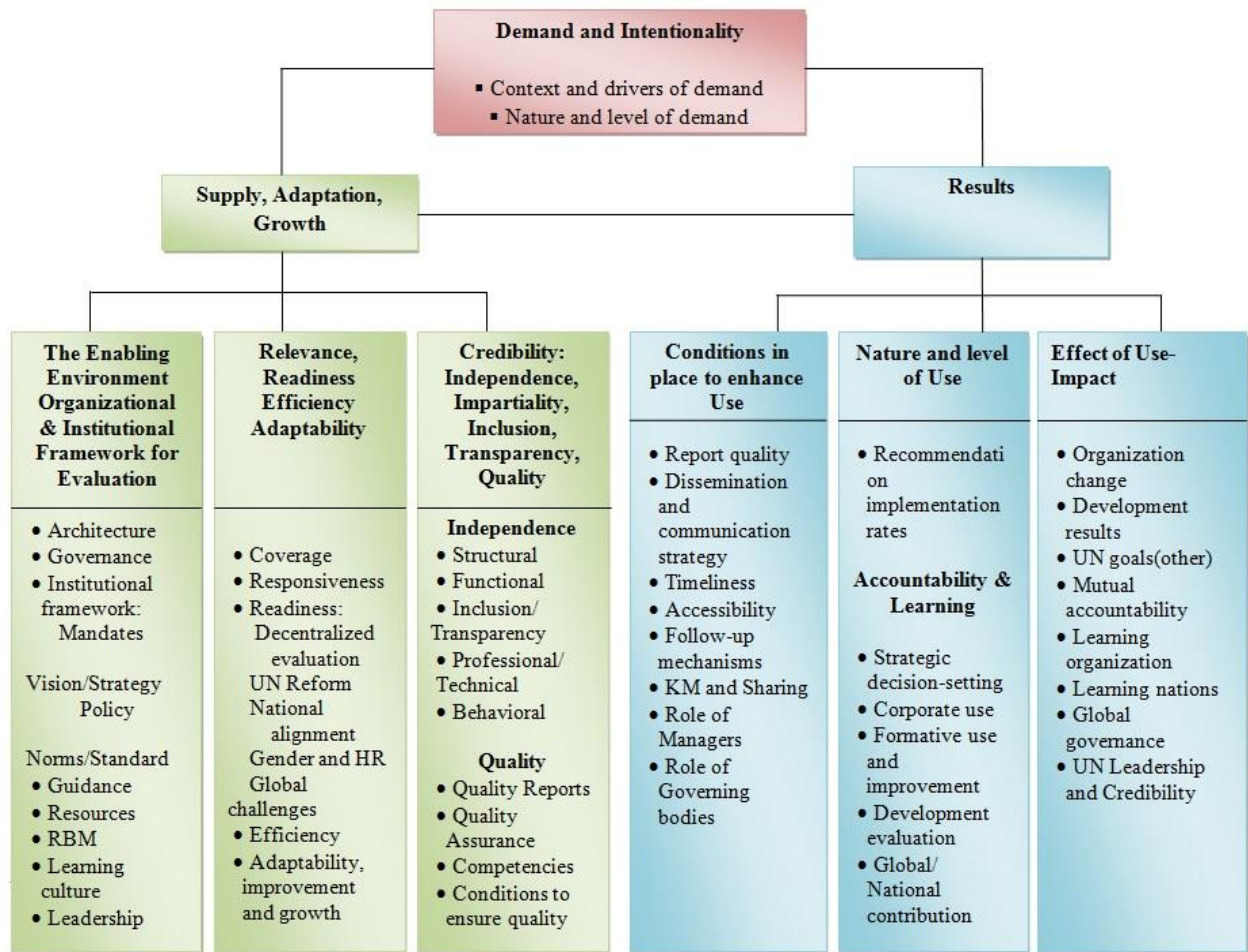 Demand and Intentionality
▪ Context and drivers of demand
▪ Nature and level of demand
Supply, Adaptation,
Growth
Results
The Enabling
Environment
Organizational
& Institutional
Framework for
Evaluation
• Architecture
• Governance
• Institutional
framework:
Mandates
Vision/Strategy
Policy
Norms/Standard
• Guidance
• Resources
• RBM
• Learning
culture
• Leadership
Relevance,
Readiness
Efficiency
Adaptability
• Coverage
• Responsiveness
• Readiness:
Decentralized
evaluation
UN Reform
National
alignment
Gender and HR
Global
challenges
• Efficiency
• Adaptability,
improvement
and growth
Credibility:
Independence,
Impartiality,
Inclusion,
Transparency,
Quality
Independence
• Structural
• Functional
• Inclusion/
Transparency
• Professional/
Technical
• Behavioral
Quality
• Quality Reports
• Quality
Assurance
• Competencies
• Conditions to
ensure quality
Conditions in
place to enhance
Use
• Report quality
• Dissemination
and
communication
strategy
• Timeliness
• Accessibility
• Follow-up
mechanisms
• KM and Sharing
• Role of
Managers
• Role of
Governing
bodies
Nature and level
of Use
• Recommendati
on
implementation
rates
Accountability &
Learning
• Strategic
decision-setting
• Corporate use
• Formative use
and
improvement
• Development
evaluation
• Global/
National
contribution
Effect of Use-
Impact
• Organization
change
• Development
results
• UN goals(other)
• Mutual
accountability
• Learning
organization
• Learning nations
• Global
governance
• UN Leadership
and Credibility